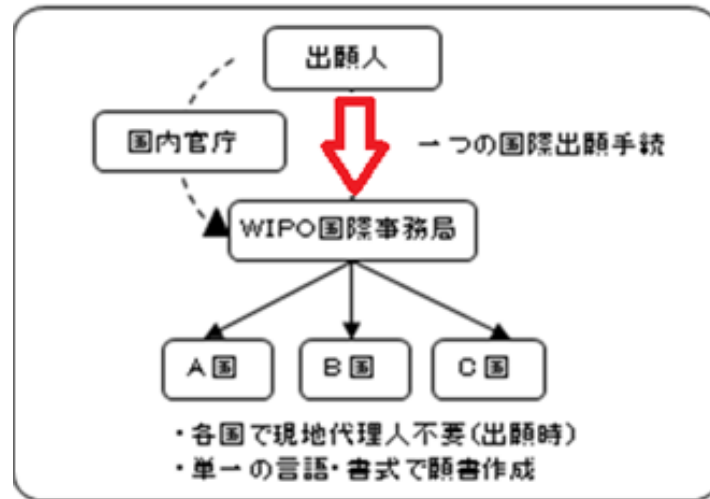 出願人
国内官庁
一つの国際出願手続
WIPO国際事務局
A国
B国
C国
・各国で現地代理人不要(出願時)
・単一の言語・書式で願書作成